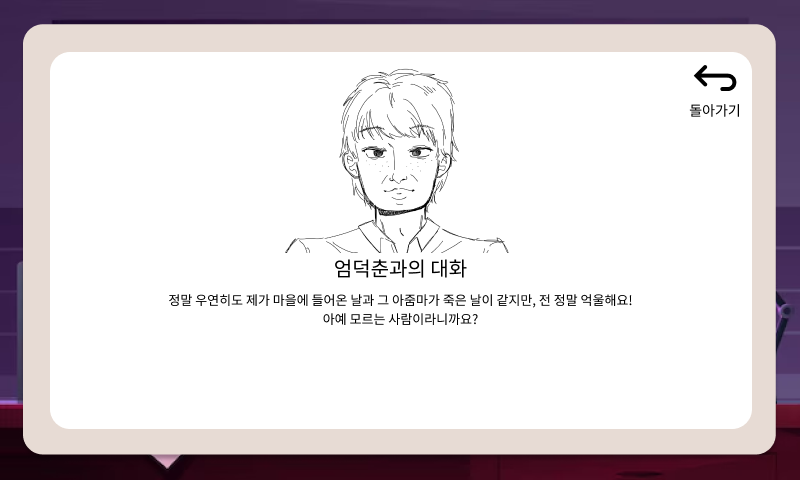 돌아가기
엄덕춘과의 대화
정말 우연히도 제가 마을에 들어온 날과 그 아줌마가 죽은 날이 같지만, 전 정말 억울해요!
아예 모르는 사람이라니까요?